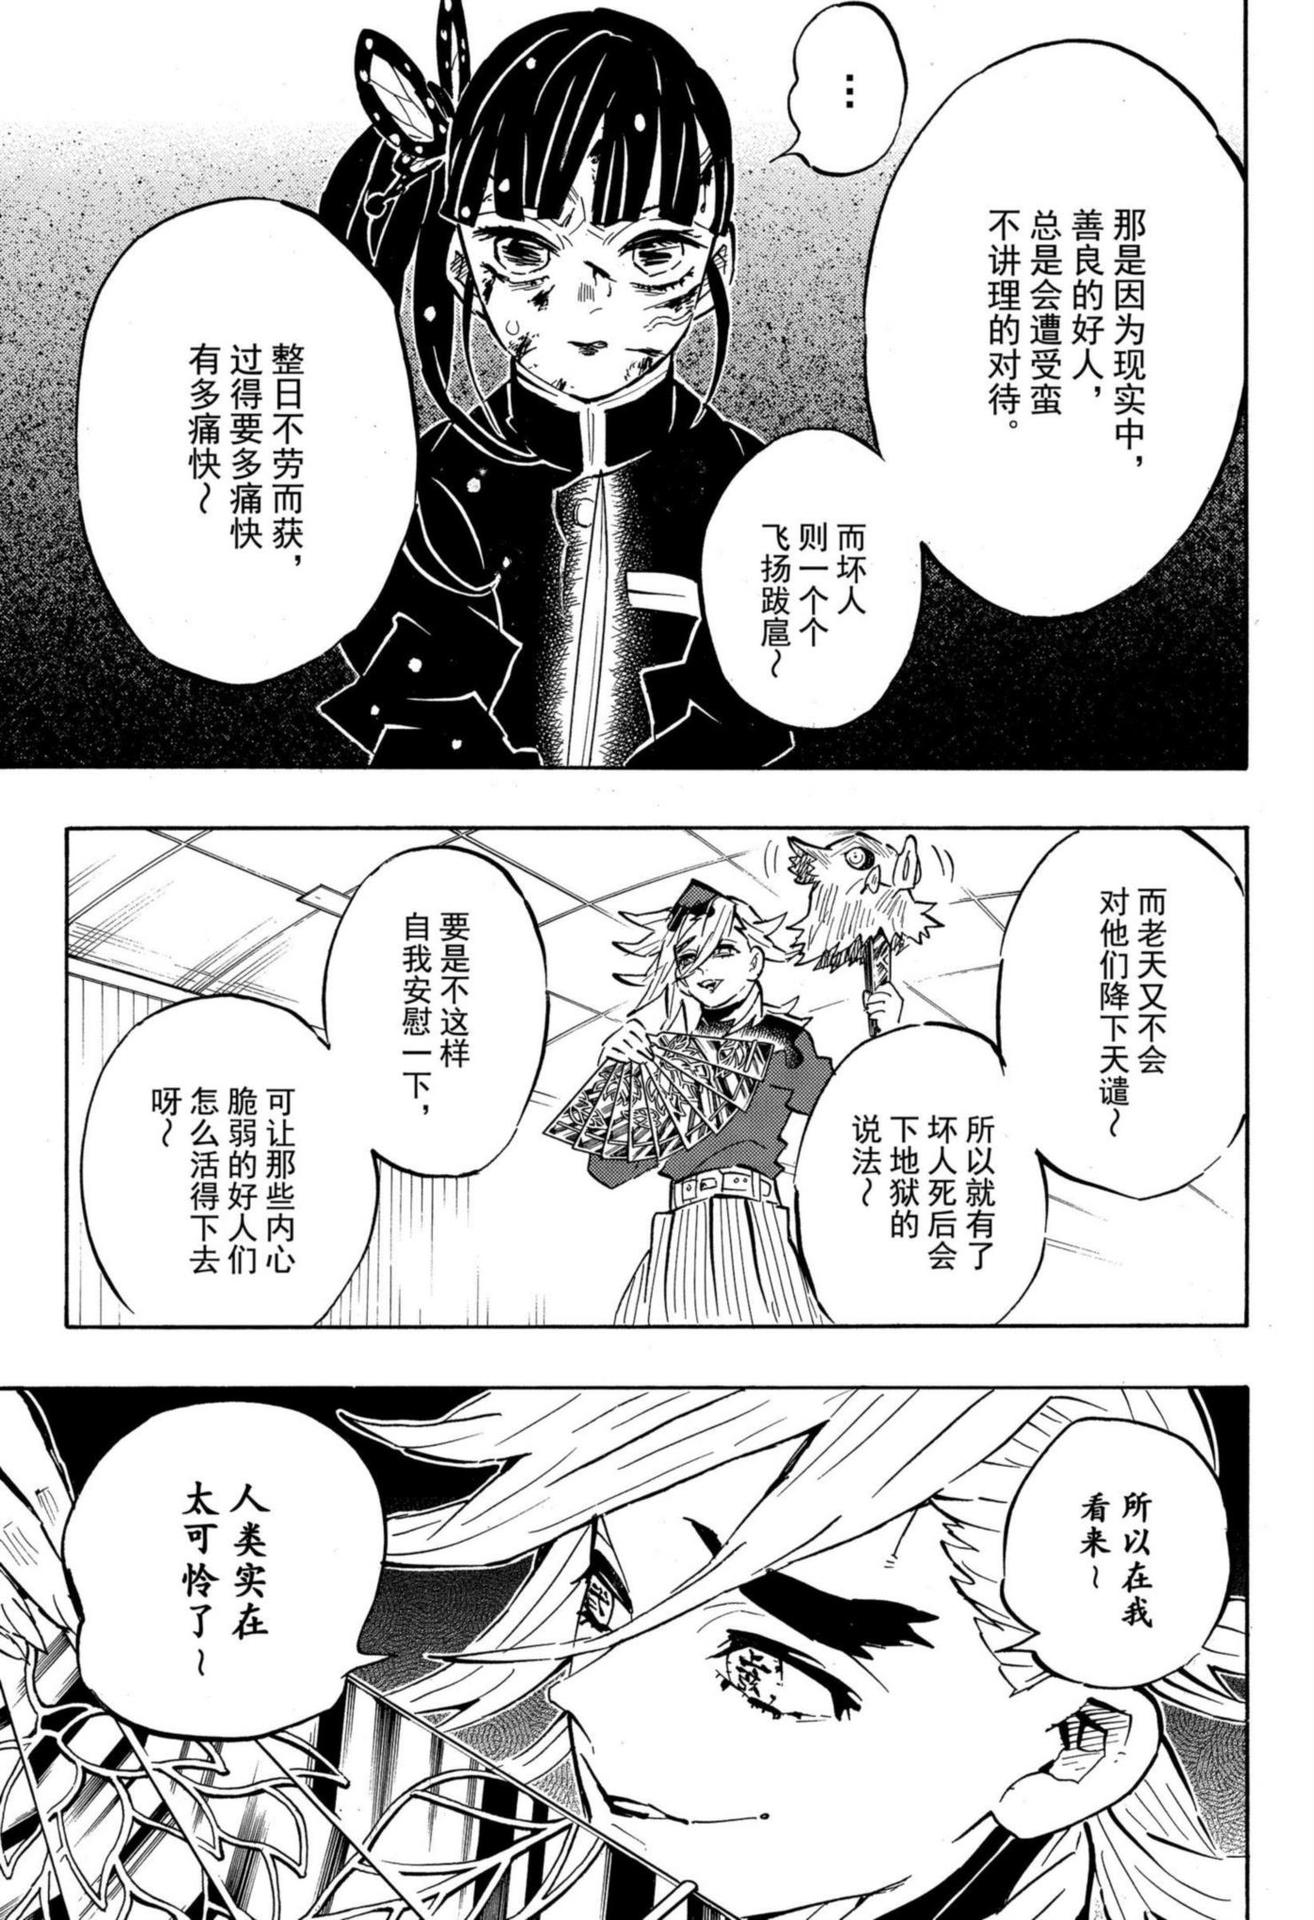 …
那是因为现实中，
善良的好人，
总是会遭受蛮
不讲理的对待。
而坏人
则一个个
飞扬跋扈～
整日不劳而获，
过得要多痛快
有多痛快～
而老天又不会
对他们降下天谴～
所以就有了
坏人死后会
下地狱的
说法～
要是不这样
自我安慰一下，
可让那些内心
脆弱的好人们
怎么活得下去
呀～
所以在我
看来～
人类实在
太可怜了～